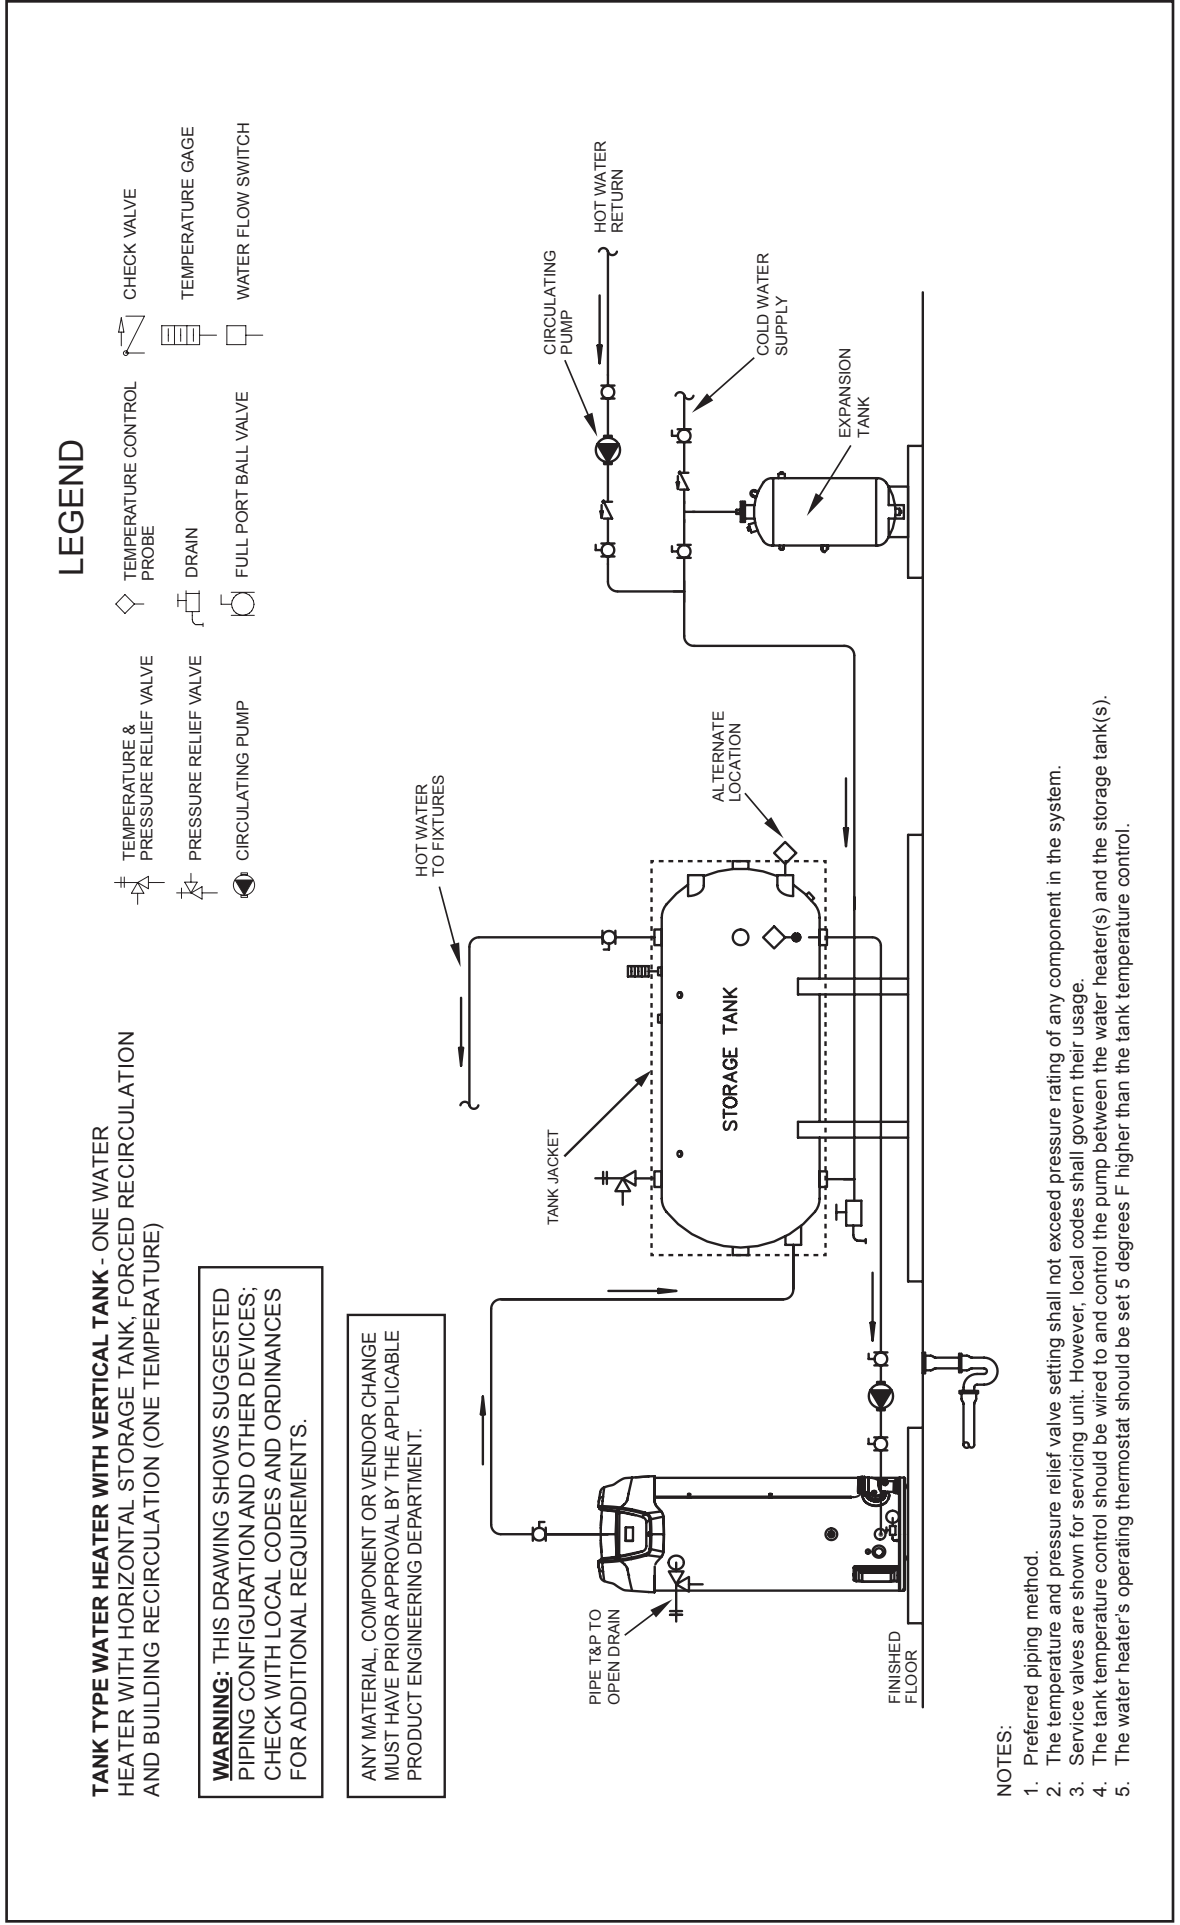 TANK TYPE WATER HEATER WITH VERTICAL TANK - ONE WATER
HEATER WITH HORIZONTAL STORAGE TANK, FORCED RECIRCULATION
AND BUILDING RECIRCULATION (ONE TEMPERATURE)
WARNING: THIS DRAWING SHOWS SUGGESTED
PIPING CONFIGURATION AND OTHER DEVICES;
CHECK WITH LOCAL CODES AND ORDINANCES
FOR ADDITIONAL REQUIREMENTS.
ANY MATERIAL, COMPONENT OR VENDOR CHANGE
MUST HAVE PRIOR APPROVAL BY THE APPLICABLE
PRODUCT ENGINEERING DEPARTMENT.
LEGEND
TEMPERATURE &
PRESSURE RELIEF VALVE
PRESSURE RELIEF VALVE
CIRCULATING PUMP
TEMPERATURE CONTROL
PROBE
DRAIN
FULL PORT BALL VALVE
CHECK VALVE
TEMPERATURE GAGE
WATER FLOW SWITCH
HOT WATER
TO FIXTURES
CIRCULATING
PUMP
HOT WATER
RETURN
TANK JACKET
STORAGE TANK
ALTERNATE
LOCATION
COLD WATER
SUPPLY
EXPANSION
TANK
PIPE T&P TO
OPEN DRAIN
FINISHED
FLOOR
NOTES:
1. Preferred piping method.
2. The temperature and pressure relief valve setting shall not exceed pressure rating of any component in the system.
3. Service valves are shown for servicing unit. However, local codes shall govern their usage.
4. The tank temperature control should be wired to and control the pump between the water heater(s) and the storage tank(s).
5. The water heater's operating thermostat should be set 5 degrees F higher than the tank temperature control.